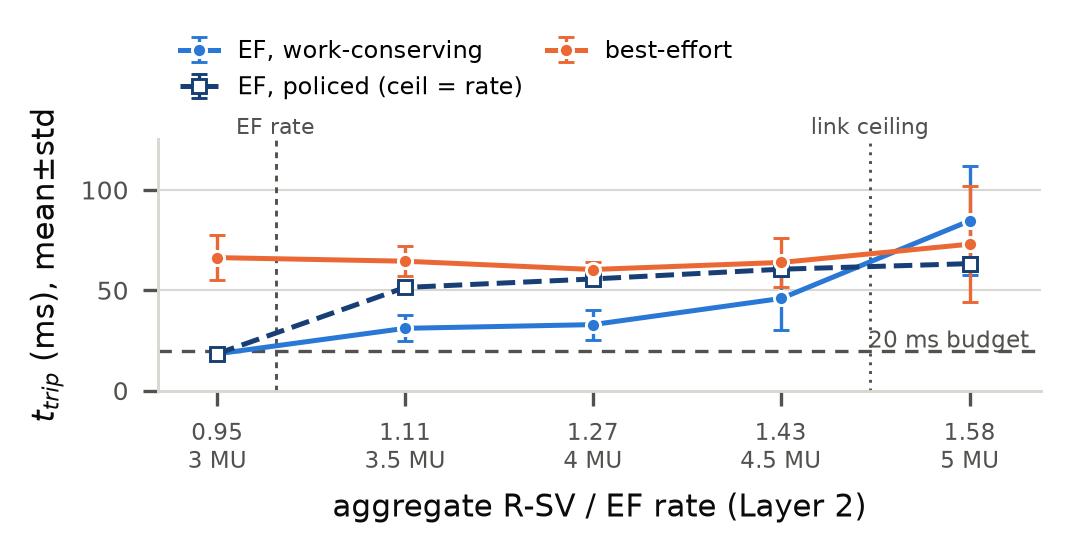 EF, work-conserving
best-effort
EF, policed (ceil = rate)
EF rate
link ceiling
t_trip (ms), mean±std
100
50
0
20 ms budget
0.95
3 MU
1.11
3.5 MU
1.27
4 MU
1.43
4.5 MU
1.58
5 MU
aggregate R-SV / EF rate (Layer 2)